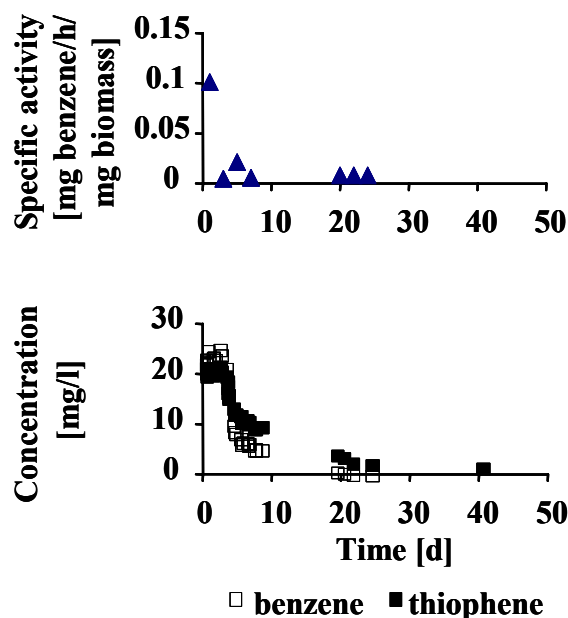 Specific activity
[mg benzene/h/
mg biomass]
0.15
0.1
0.05
0
0 10 20 30 40 50
Concentration
[mg/l]
30
20
10
0
0 10 20 30 40 50
Time [d]
benzene thiophene